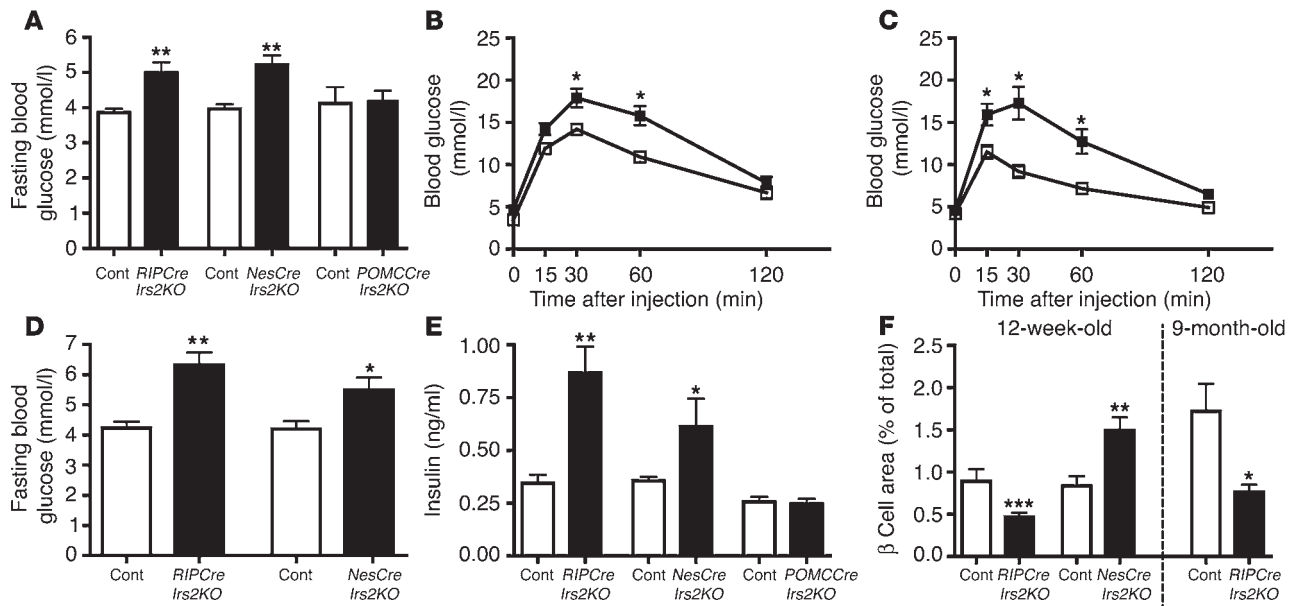 A
Fasting blood
glucose (mmol/l)
6
5
4
3
2
1
0
**
**
Cont RIPCre Cont NesCre Cont POMCCre
Irs2KO Irs2KO Irs2KO
B
Blood glucose
(mmol/l)
25
20
15
10
5
0
*
*
0 15 30 60 120
Time after injection (min)
C
Blood glucose
(mmol/l)
25
20
15
10
5
0
*
*
*
0 15 30 60 120
Time after injection (min)
D
Fasting blood
glucose (mmol/l)
7
6
5
4
3
2
1
0
**
*
Cont RIPCre Cont NesCre
Irs2KO Irs2KO
E
Insulin (ng/ml)
1.00
0.75
0.50
0.25
0.00
**
*
Cont RIPCre Cont NesCre Cont POMCCre
Irs2KO Irs2KO Irs2KO
F
12-week-old 9-month-old
β Cell area (% of total)
2.5
2.0
1.5
1.0
0.5
0.0
***
**
*
Cont RIPCre Cont NesCre Cont RIPCre
Irs2KO Irs2KO Irs2KO